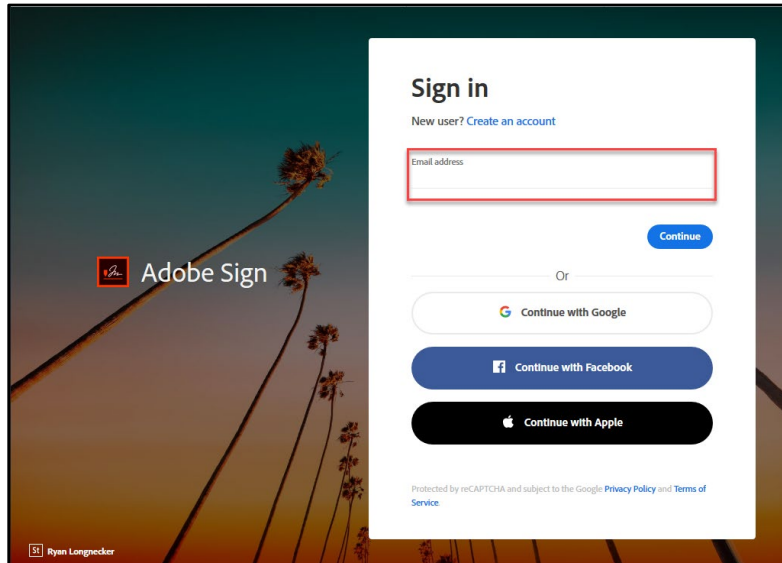 Sign in
New user? Create an account
Email address
Continue
Or
Continue with Google
Continue with Facebook
Continue with Apple
Protected by reCAPTCHA and subject to the Google Privacy Policy and Terms of
Service.
Adobe Sign
St Ryan Longnecker